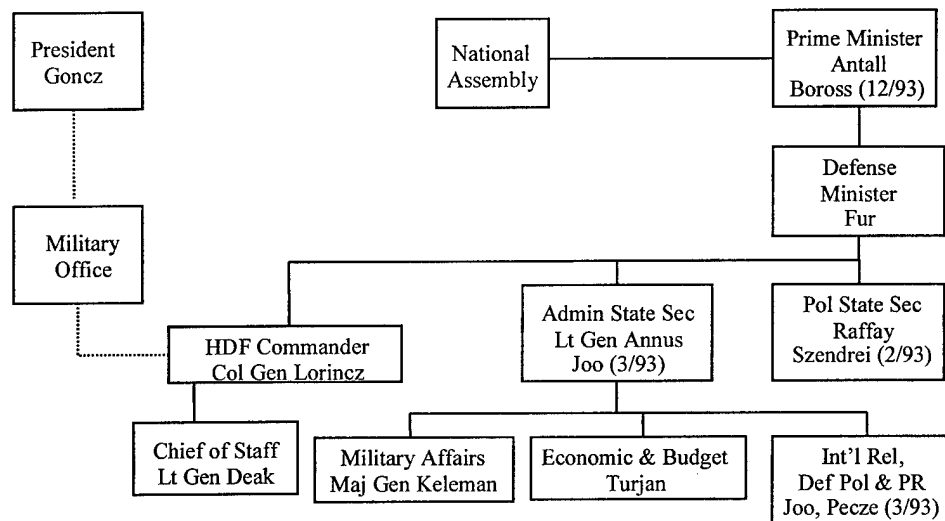 President
Goncz
National
Assembly
Prime Minister
Antall
Boross (12/93)
Defense
Minister
Fur
Military
Office
HDF Commander
Col Gen Lorincz
Admin State Sec
Lt Gen Annus
Joo (3/93)
Pol State Sec
Raffay
Szendrei (2/93)
Chief of Staff
Lt Gen Deak
Military Affairs
Maj Gen Keleman
Economic & Budget
Turjan
Int'l Rel,
Def Pol & PR
Joo, Pecze (3/93)